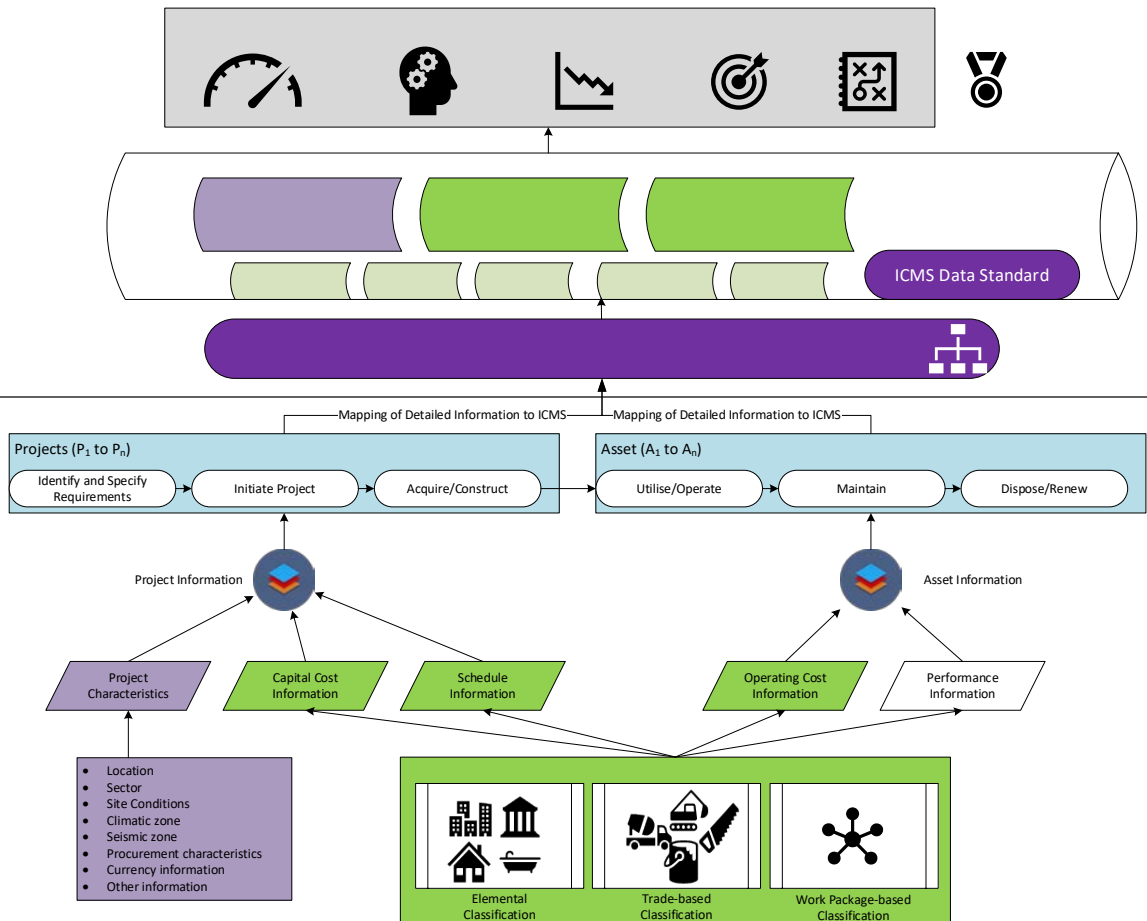 ICMS Data Standard
Mapping of Detailed Information to ICMS
Mapping of Detailed Information to ICMS
Projects (P₁ to Pₙ)
Identify and Specify
Requirements
Initiate Project
Acquire/Construct
Asset (A₁ to Aₙ)
Utilise/Operate
Maintain
Dispose/Renew
Project Information
Asset Information
Project
Characteristics
Capital Cost
Information
Schedule
Information
Operating Cost
Information
Performance
Information
• Location
• Sector
• Site Conditions
• Climatic zone
• Seismic zone
• Procurement characteristics
• Currency information
• Other information
Elemental
Classification
Trade-based
Classification
Work Package-based
Classification